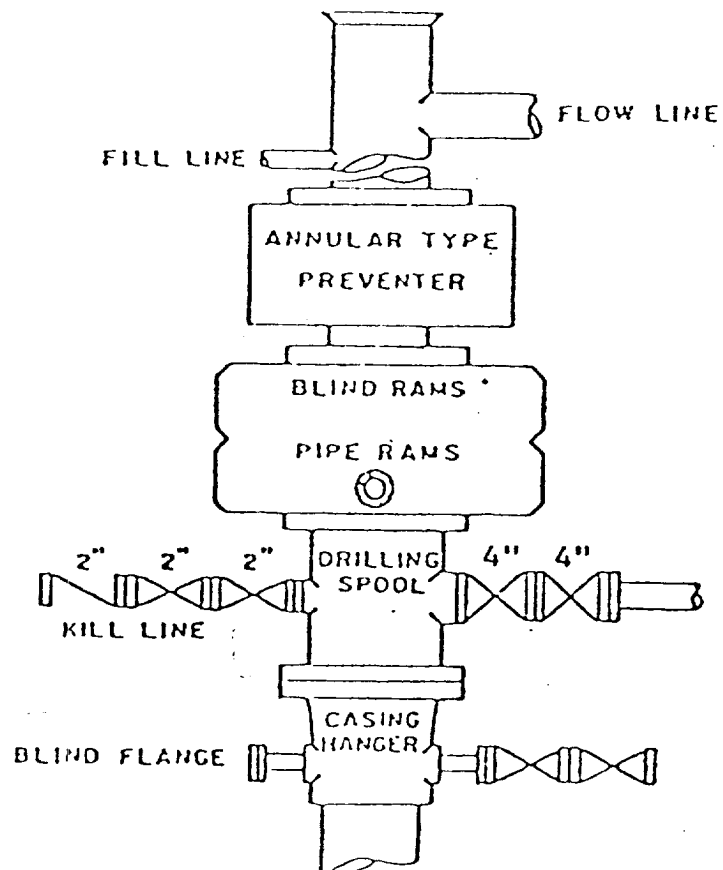 FLOW LINE
FILL LINE
ANNULAR TYPE
PREVENTER
BLIND RAMS
PIPE RAMS
2" 2" 2"
DRILLING
SPOOL
4" 4"
KILL LINE
CASING
HANGER
BLIND FLANGE